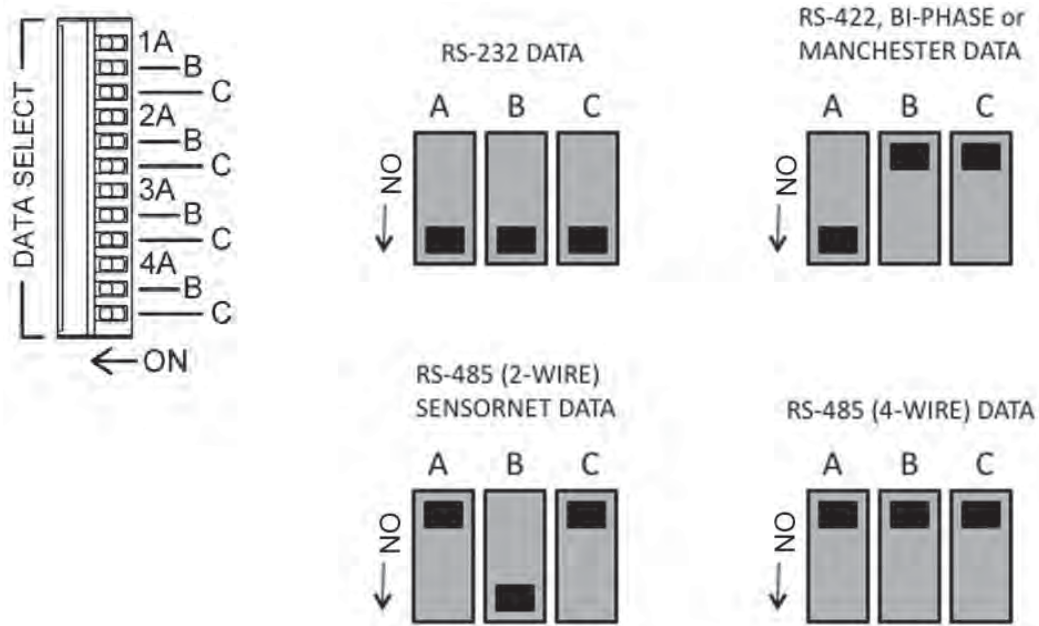 DATA SELECT
1A
B
C
2A
B
C
3A
B
C
4A
B
C
ON
RS-232 DATA
A B C
ON
RS-422, BI-PHASE or
MANCHESTER DATA
A B C
ON
RS-485 (2-WIRE)
SENSORNET DATA
A B C
ON
RS-485 (4-WIRE) DATA
A B C
ON